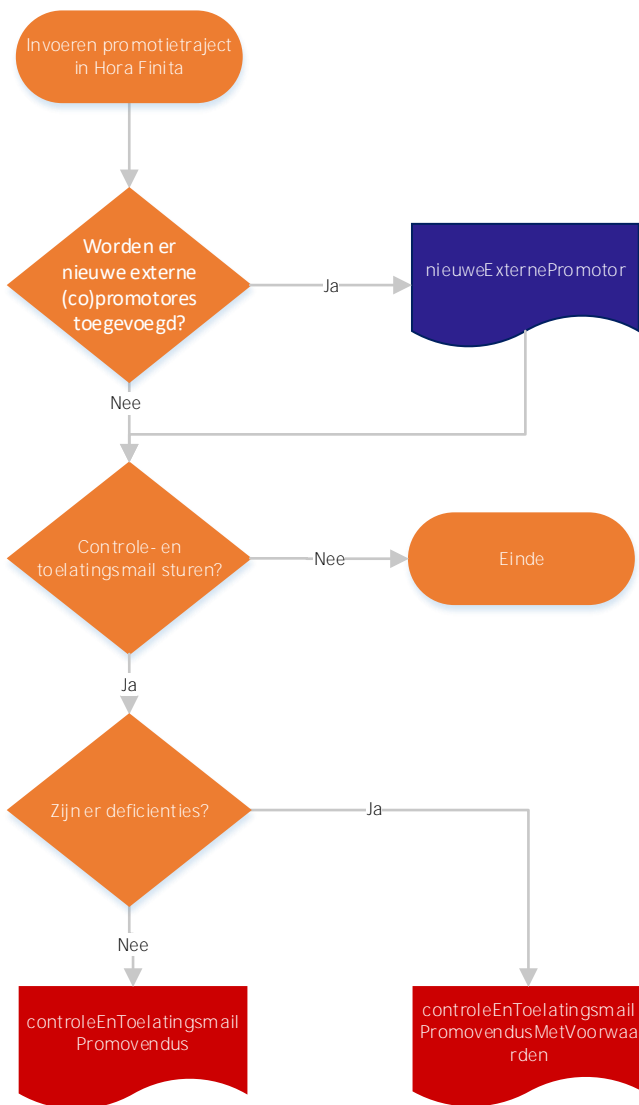 Invoeren promotietraject
in Hora Finita
Worden er
nieuwe externe
(co)promotores
toegevoegd?
Ja
nieuweExternePromotor
Nee
Controle- en
toelatingsmail sturen?
Nee
Einde
Ja
Zijn er deficienties?
Ja
Nee
controleEnToelatingsmail
Promovendus
controleEnToelatingsmail
PromovendusMetVoorwaa
rden